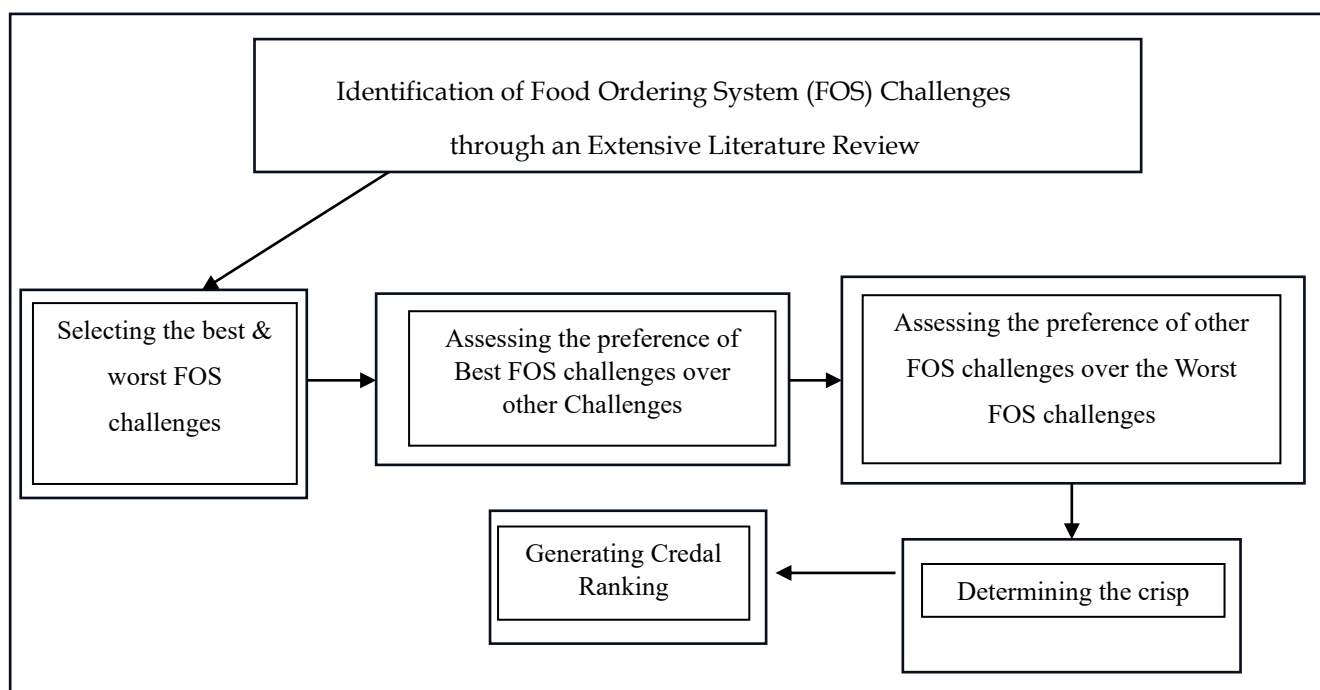 Identification of Food Ordering System (FOS) Challenges
through an Extensive Literature Review
Selecting the best &
worst FOS
challenges
Assessing the preference of
Best FOS challenges over
other Challenges
Assessing the preference of other
FOS challenges over the Worst
FOS challenges
Determining the crisp
Generating Credal
Ranking